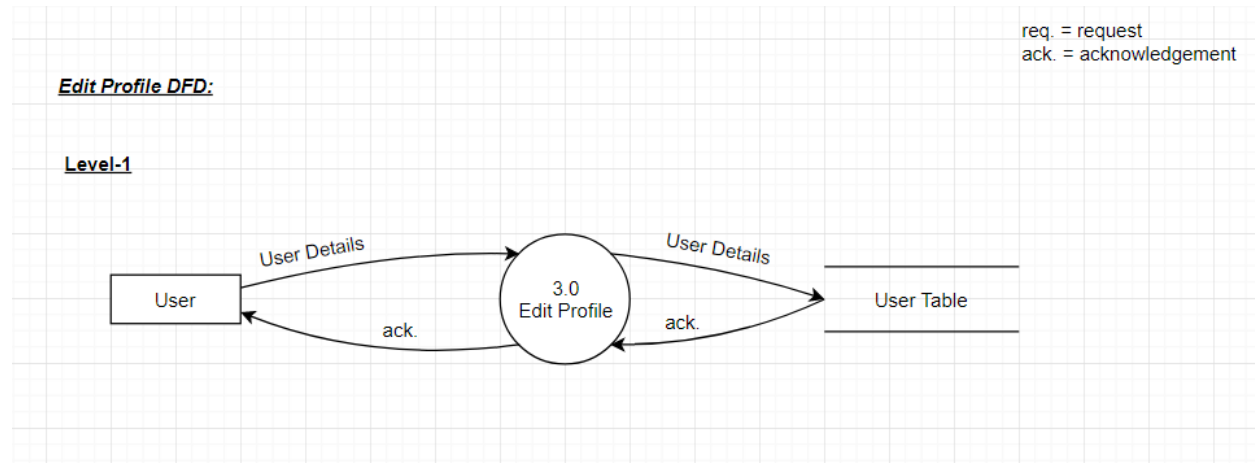 req. = request
ack. = acknowledgement
Edit Profile DFD:
Level-1
User Details
User Details
User
3.0
Edit Profile
User Table
ack.
ack.